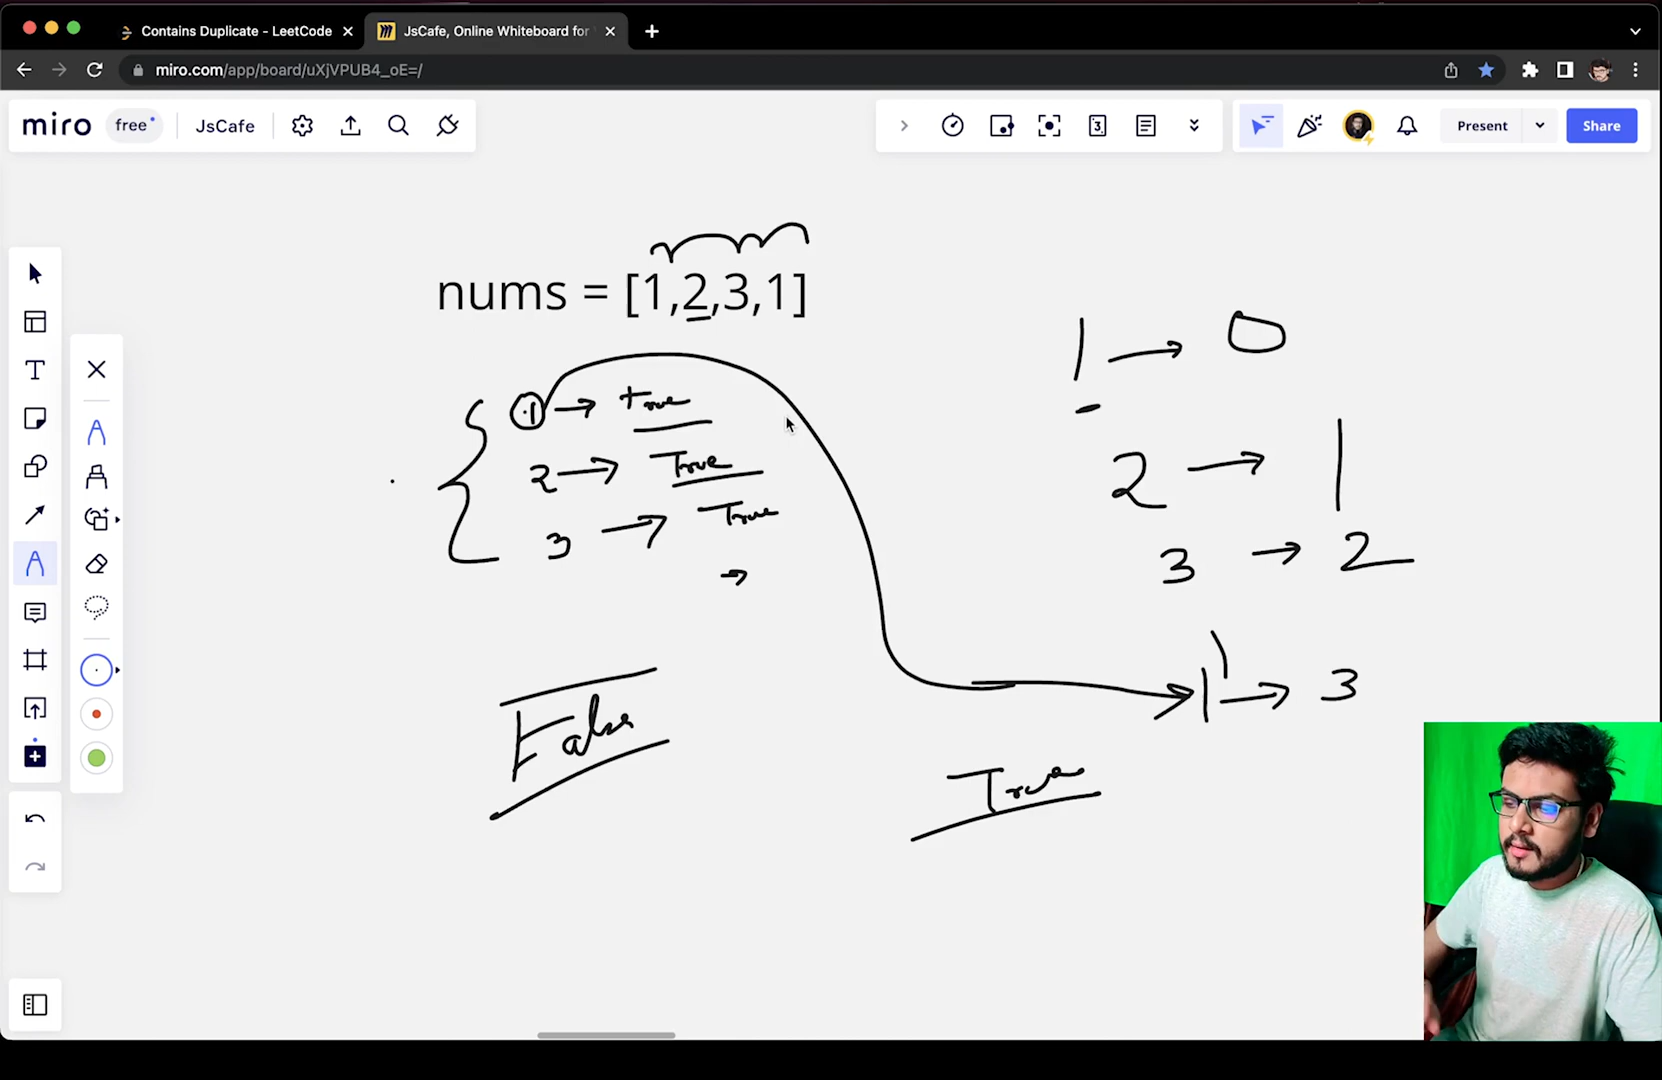 Contains Duplicate - LeetCode
JsCafe, Online Whiteboard for
miro.com/app/board/uXjVPUB4_oE=/
miro free JsCafe
3 Present Share
nums = [1,2,3,1]
1 → true
2 → True
3 → True
→
False
1 → 0
2 → 1
3 → 2
1 → 3
True